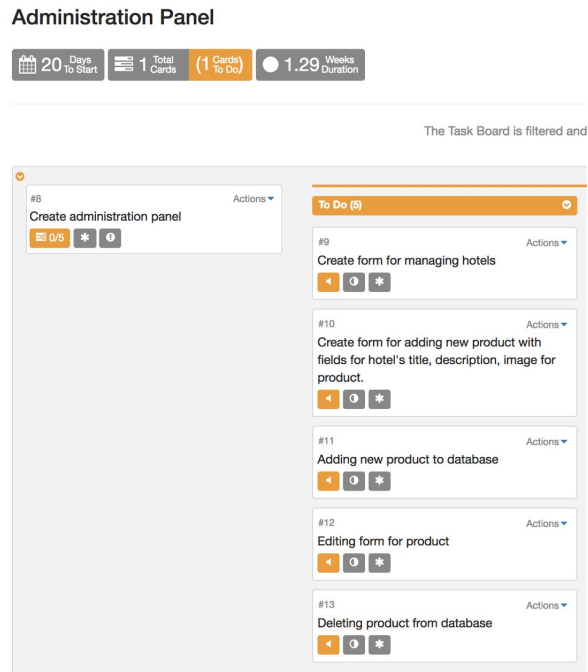 Administration Panel
20 Days To Start 1 Total Cards (1 Cards To Do) 1.29 Weeks Duration
The Task Board is filtered and
#8 Actions
Create administration panel
0/5
To Do (5)
#9 Actions
Create form for managing hotels
#10 Actions
Create form for adding new product with
fields for hotel's title, description, image for
product.
#11 Actions
Adding new product to database
#12 Actions
Editing form for product
#13 Actions
Deleting product from database